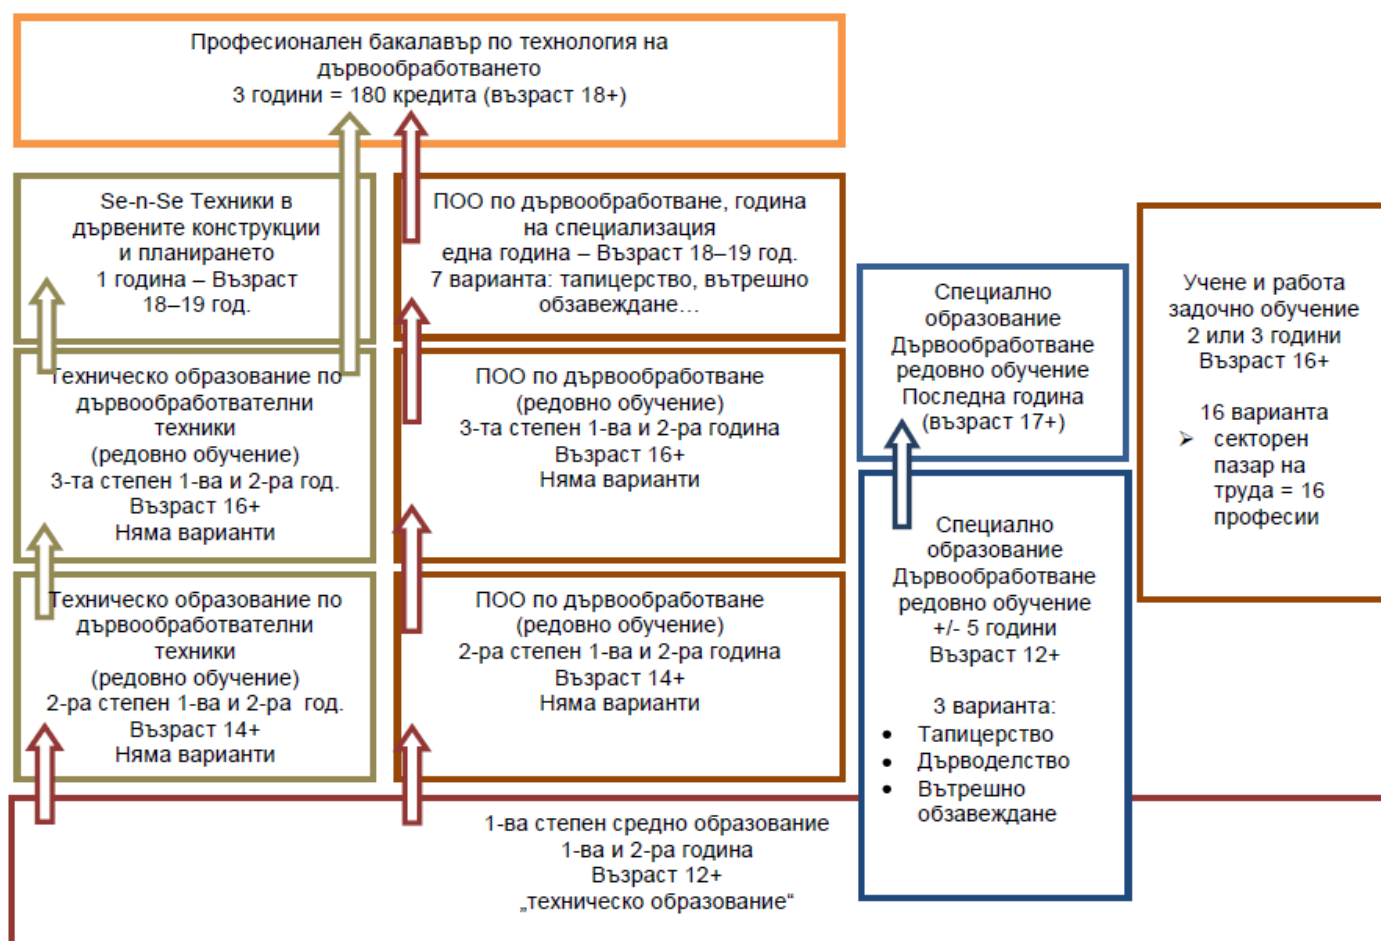 Професионален бакалавър по технология на
дървообработването
3 години = 180 кредита (възраст 18+)
Se-n-Se Техники в
дървените конструкции
и планирането
1 година – Възраст
18–19 год.
ПОО по дървообработване, година
на специализация
една година – Възраст 18–19 год.
7 варианта: тапицерство, вътрешно
обзавеждане…
Техническо образование по
дървообработвателни
техники
(редовно обучение)
3-та степен 1-ва и 2-ра год.
Възраст 16+
Няма варианти
ПОО по дървообработване
(редовно обучение)
3-та степен 1-ва и 2-ра година
Възраст 16+
Няма варианти
Техническо образование по
дървообработвателни
техники
(редовно обучение)
2-ра степен 1-ва и 2-ра год.
Възраст 14+
Няма варианти
ПОО по дървообработване
(редовно обучение)
2-ра степен 1-ва и 2-ра година
Възраст 14+
Няма варианти
Специално
образование
Дървообработване
редовно обучение
Последна година
(възраст 17+)
Специално
образование
Дървообработване
редовно обучение
+/- 5 години
Възраст 12+
3 варианта:
• Тапицерство
• Дърводелство
• Вътрешно
обзавеждане
Учене и работа
задочно обучение
2 или 3 години
Възраст 16+
16 варианта
➢ секторен
пазар на
труда = 16
професии
1-ва степен средно образование
1-ва и 2-ра година
Възраст 12+
„техническо образование“